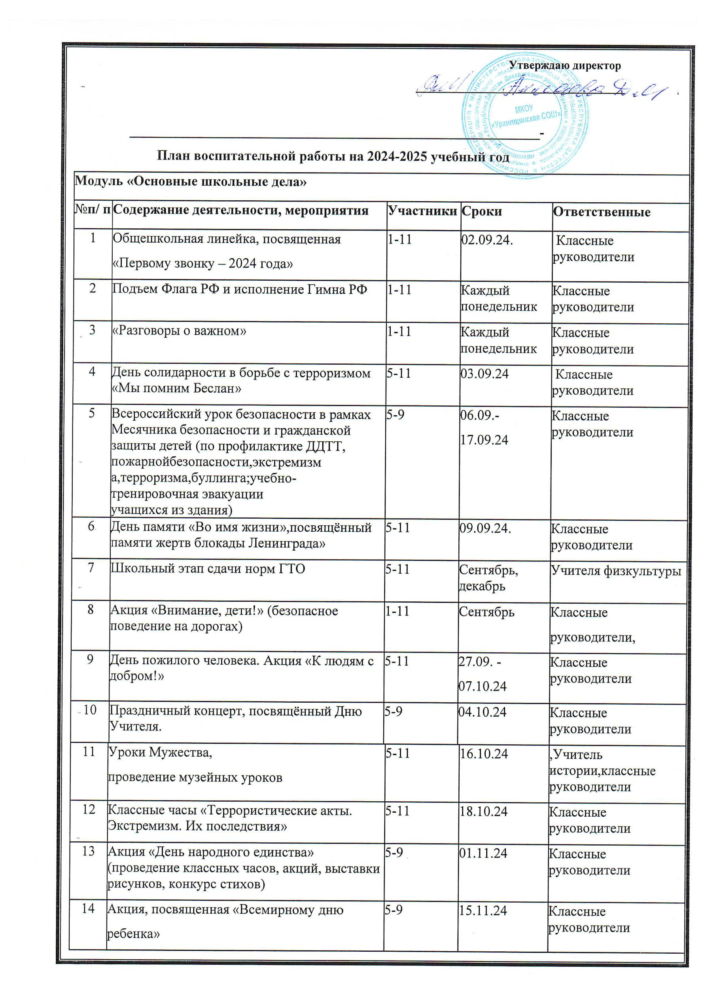 Утверждаю директор
МКОУ
«Урхнищинская СОШ»
План воспитательной работы на 2024-2025 учебный год
Модуль «Основные школьные дела»
№п/ п Содержание деятельности, мероприятия Участники Сроки Ответственные
1 Общешкольная линейка, посвященная 1-11 02.09.24. Классные
руководители
«Первому звонку – 2024 года»
2 Подъем Флага РФ и исполнение Гимна РФ 1-11 Каждый Классные
понедельник руководители
3 «Разговоры о важном» 1-11 Каждый Классные
понедельник руководители
4 День солидарности в борьбе с терроризмом 5-11 03.09.24 Классные
«Мы помним Беслан» руководители
5 Всероссийский урок безопасности в рамках 5-9 06.09.- Классные
Месячника безопасности и гражданской руководители
защиты детей (по профилактике ДДТТ, 17.09.24
пожарнойбезопасности,экстремизм
а,терроризма,буллинга;учебно-
тренировочная эвакуации
учащихся из здания)
6 День памяти «Во имя жизни»,посвящённый 5-11 09.09.24. Классные
памяти жертв блокады Ленинграда» руководители
7 Школьный этап сдачи норм ГТО 5-11 Сентябрь, Учителя физкультуры
декабрь
8 Акция «Внимание, дети!» (безопасное 1-11 Сентябрь Классные
поведение на дорогах) руководители,
9 День пожилого человека. Акция «К людям с 5-11 27.09. - Классные
добром!» руководители
07.10.24
10 Праздничный концерт, посвящённый Дню 5-9 04.10.24 Классные
Учителя. руководители
11 Уроки Мужества, 5-11 16.10.24 ,Учитель
истории,классные
проведение музейных уроков руководители
12 Классные часы «Террористические акты. 5-11 18.10.24 Классные
Экстремизм. Их последствия» руководители
13 Акция «День народного единства» 5-9 01.11.24 Классные
(проведение классных часов, акций, выставки руководители
рисунков, конкурс стихов)
14 Акция, посвященная «Всемирному дню 5-9 15.11.24 Классные
руководители
ребенка»